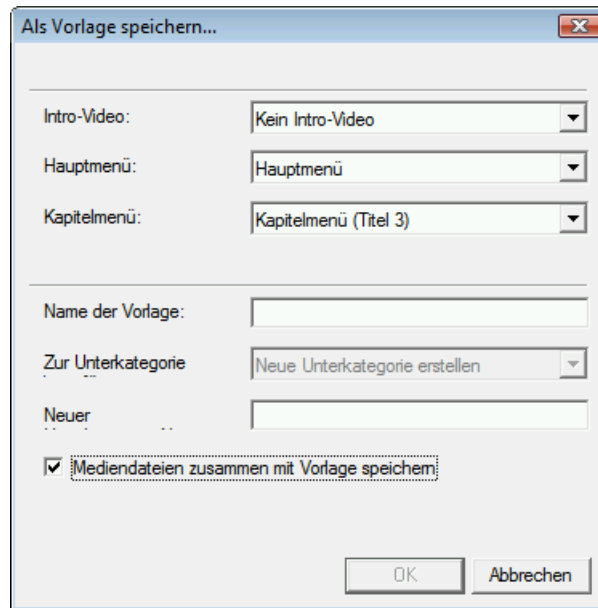 Als Vorlage speichern...
Intro-Video: Kein Intro-Video
Hauptmenü: Hauptmenü
Kapitelmenü: Kapitelmenü (Titel 3)
Name der Vorlage:
Zur Unterkategorie Neue Unterkategorie erstellen
Neuer
Mediendateien zusammen mit Vorlage speichern
OK Abbrechen